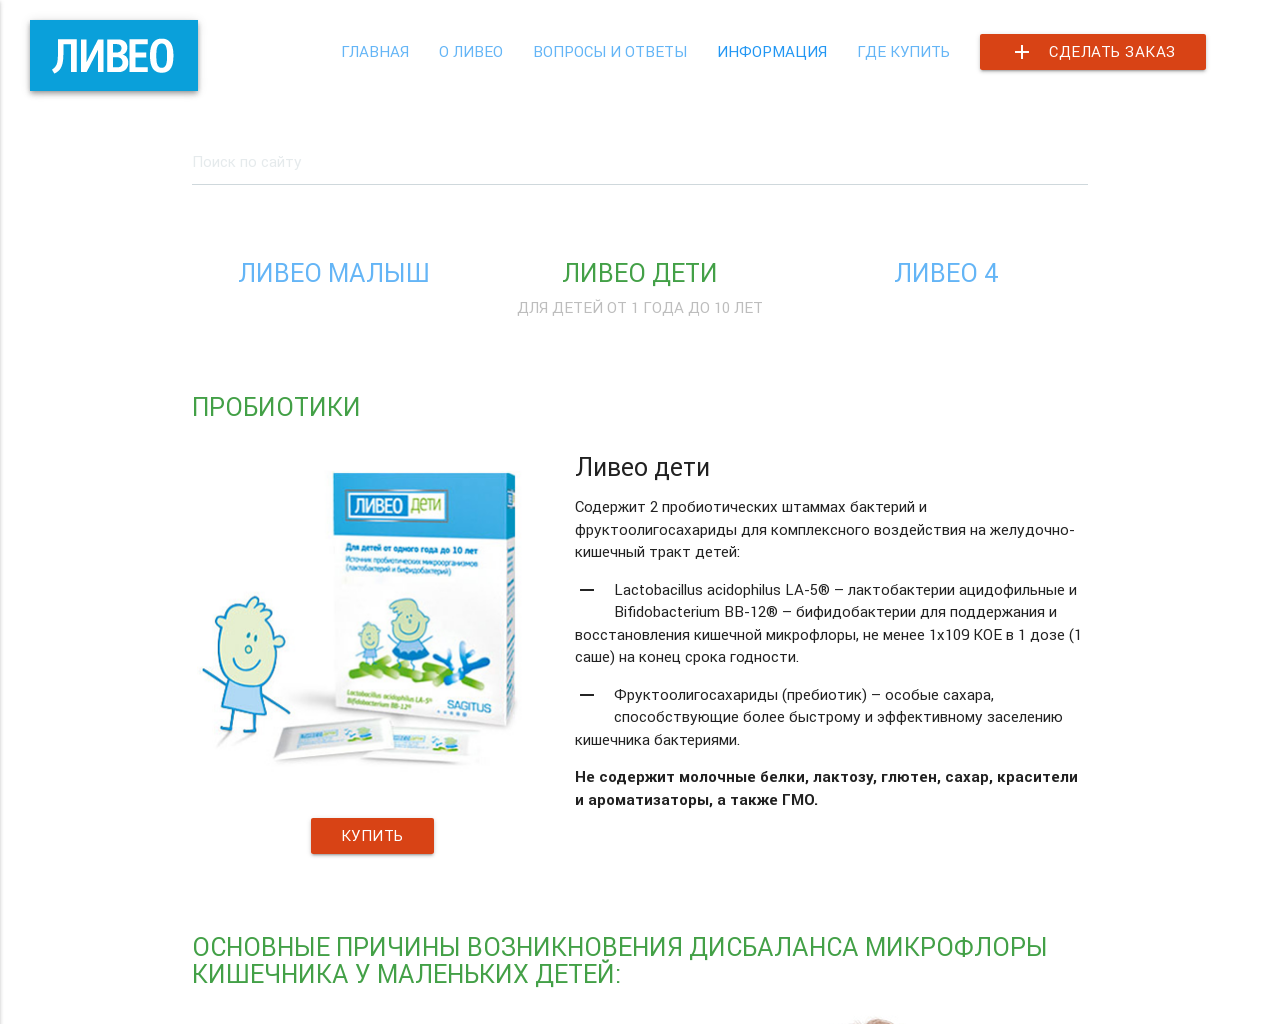 ЛИВЕО
ГЛАВНАЯ
О ЛИВЕО
ВОПРОСЫ И ОТВЕТЫ
ИНФОРМАЦИЯ
ГДЕ КУПИТЬ
СДЕЛАТЬ ЗАКАЗ
Поиск по сайту
ЛИВЕО МАЛЫШ
ЛИВЕО ДЕТИ
ЛИВЕО 4
ДЛЯ ДЕТЕЙ ОТ 1 ГОДА ДО 10 ЛЕТ
ПРОБИОТИКИ
ЛИВЕО дети
Для детей от одного года до 10 лет
Источник пробиотических микроорганизмов
(лактобактерий и бифидобактерий)
Lactobacillus acidophilus LA-5®
Bifidobacterium BB-12®
SAGITUS
КУПИТЬ
Ливео дети
Содержит 2 пробиотических штаммах бактерий и
фруктоолигосахариды для комплексного воздействия на желудочно-
кишечный тракт детей:
Lactobacillus acidophilus LA-5® – лактобактерии ацидофильные и
Bifidobacterium BB-12® – бифидобактерии для поддержания и
восстановления кишечной микрофлоры, не менее 1х109 КОЕ в 1 дозе (1
саше) на конец срока годности.
Фруктоолигосахариды (пребиотик) – особые сахара,
способствующие более быстрому и эффективному заселению
кишечника бактериями.
Не содержит молочные белки, лактозу, глютен, сахар, красители
и ароматизаторы, а также ГМО.
ОСНОВНЫЕ ПРИЧИНЫ ВОЗНИКНОВЕНИЯ ДИСБАЛАНСА МИКРОФЛОРЫ
КИШЕЧНИКА У МАЛЕНЬКИХ ДЕТЕЙ: